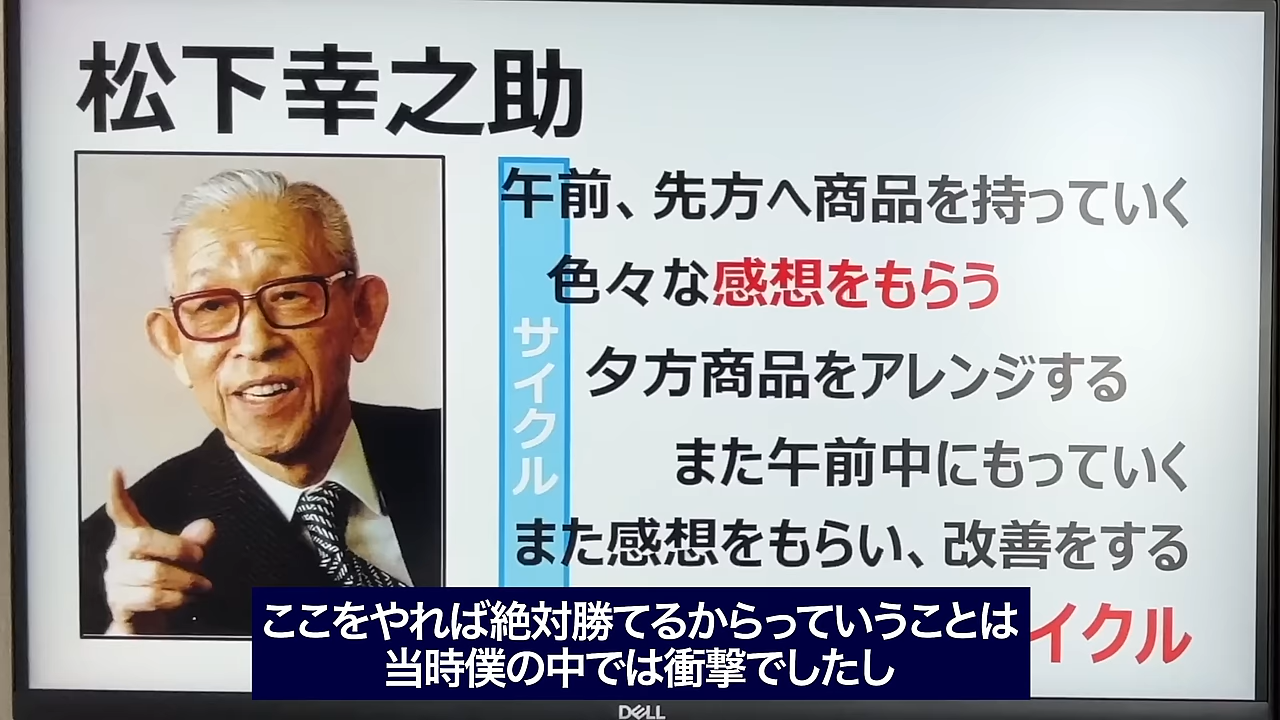 松下幸之助
午前、先方へ商品を持っていく
色々な感想をもらう
夕方商品をアレンジする
また午前中にもっていく
また感想をもらい、改善をする
サイクル
イクル
ここをやれば絶対勝てるからっていうことは
当時僕の中では衝撃でしたし
DELL